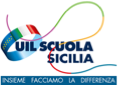 UIL SCUOLA
SICILIA
INSIEME FACCIAMO LA DIFFERENZA